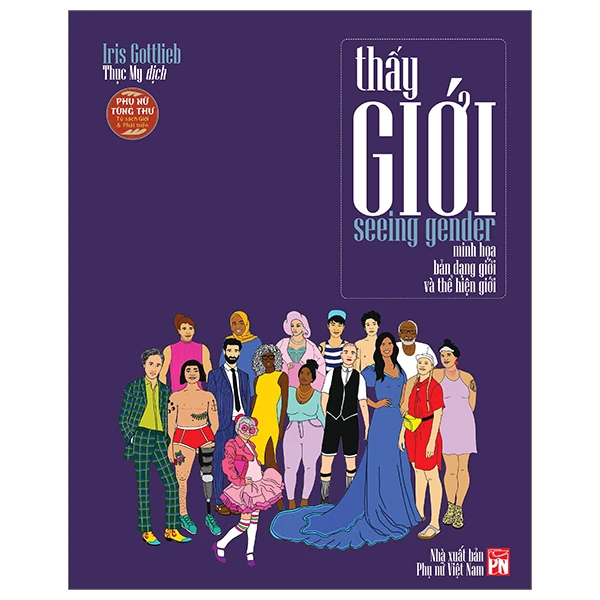 Iris Gottlieb
Thục My dịch
PHỤ NỮ
TÙNG THƯ
Tủ sách Giới
& Phát triển
thấy
GIỚI
seeing gender
minh họa
bản dạng giới
và thể hiện giới
Nhà xuất bản
Phụ nữ Việt Nam
PN